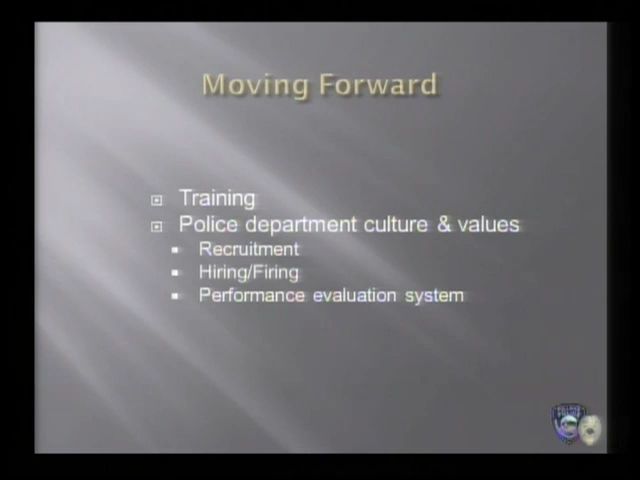 Moving Forward
Training
Police department culture & values
Recruitment
Hiring/Firing
Performance evaluation system